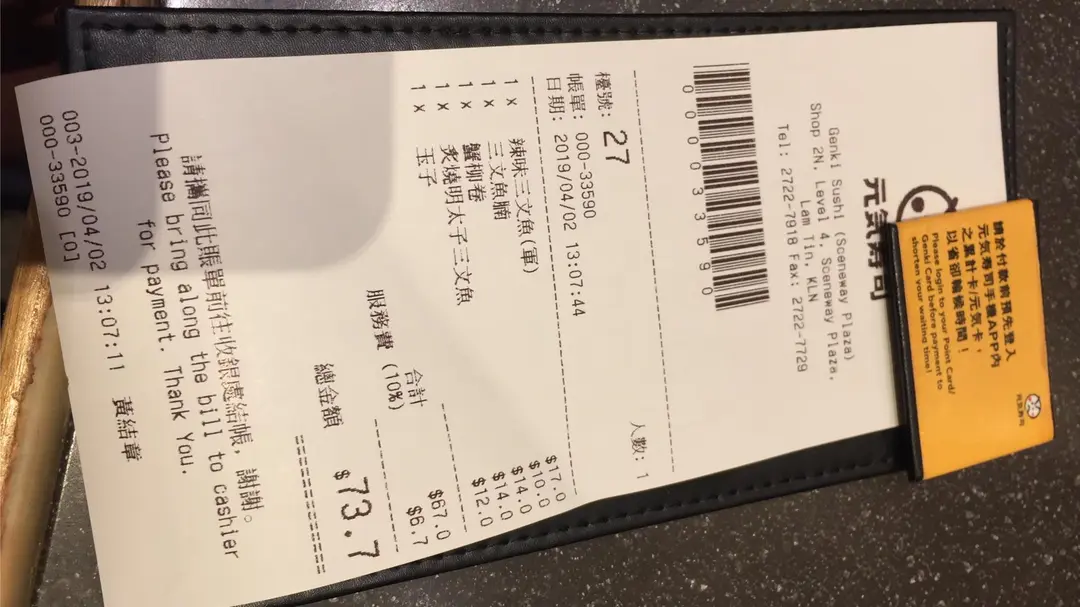 元気寿司
Genki Sushi (Sceneway Plaza)
Shop 2N, Level 4, Sceneway Plaza,
Lam Tin, KLN
Tel: 2722-7918 Fax: 2722-7729
0000033590
檯號: 27 人數: 1
帳單: 000-33590
日期: 2019/04/02 13:07:44
1 x 辣味三文魚(軍) $17.0
1 x 三文魚腩 $10.0
1 x 蟹柳卷 $14.0
1 x 炙燒明太子三文魚 $14.0
1 x 玉子 $12.0
合計 $67.0
服務費 (10%) $6.7
總金額 $73.7
請攜同此賬單前往收銀處結帳, 謝謝。
Please bring along the bill to cashier
for payment. Thank You.
003-2019/04/02 13:07:11 黃結章
000-33590 [0]
請於付款前預先登入
元気寿司手機APP內
之累計卡/元気卡，
以省卻輪候時間！
Please login to your Point Card/
Genki Card before payment to
shorten your waiting time!
元気寿司